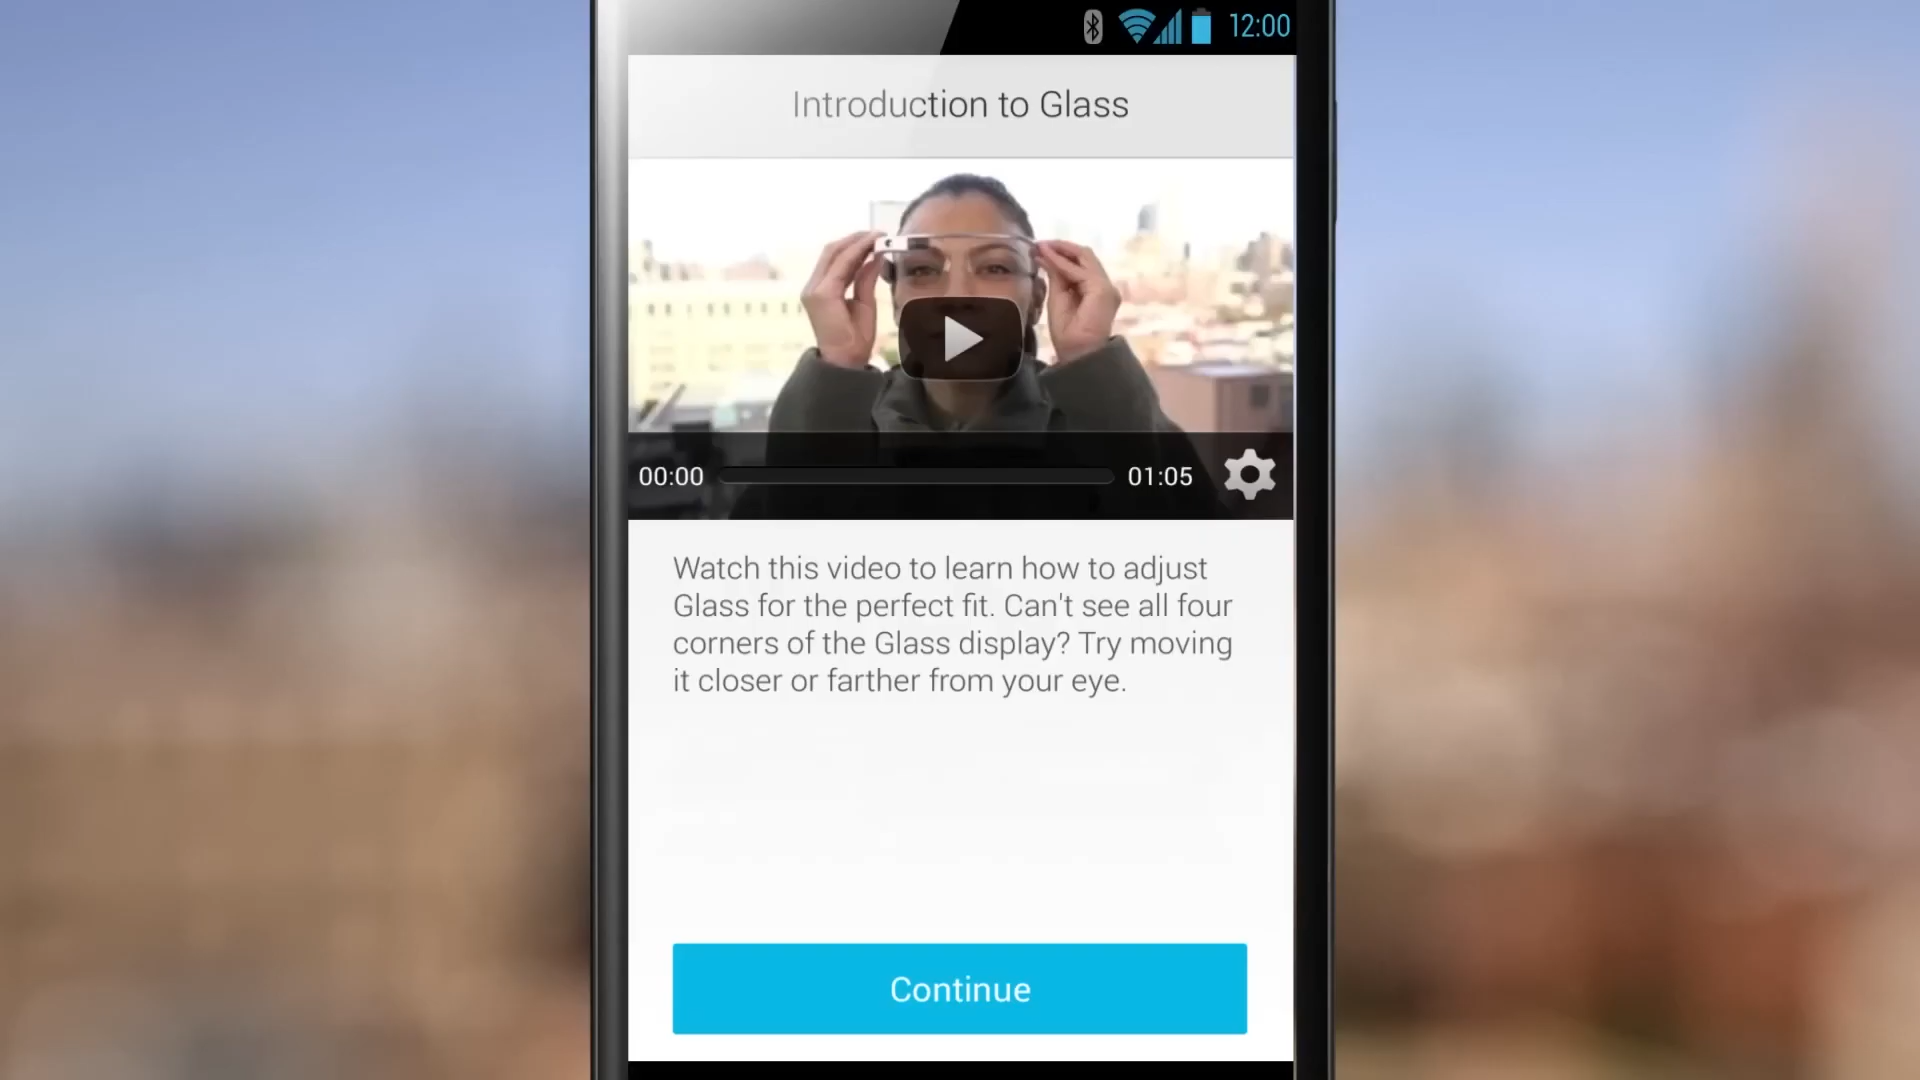 12:00
Introduction to Glass
00:00
01:05
Watch this video to learn how to adjust
Glass for the perfect fit. Can't see all four
corners of the Glass display? Try moving
it closer or farther from your eye.
Continue